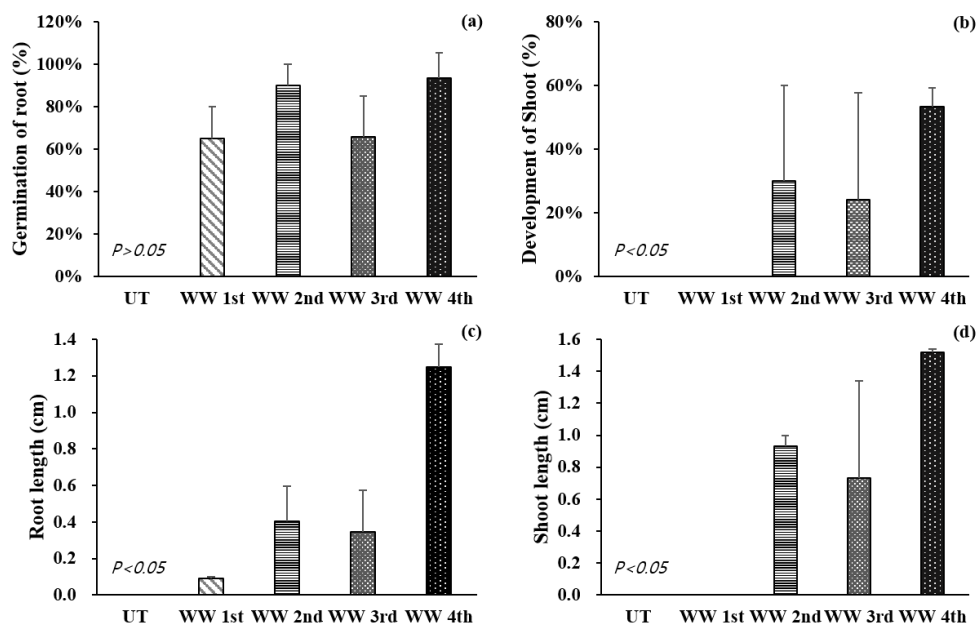 (a)
Germination of root (%)
120%
100%
80%
60%
40%
20%
0%
P>0.05
UT WW 1st WW 2nd WW 3rd WW 4th
(b)
Development of Shoot (%)
80%
60%
40%
20%
0%
P<0.05
UT WW 1st WW 2nd WW 3rd WW 4th
(c)
Root length (cm)
1.4
1.2
1.0
0.8
0.6
0.4
0.2
0.0
P<0.05
UT WW 1st WW 2nd WW 3rd WW 4th
(d)
Shoot length (cm)
1.6
1.4
1.2
1.0
0.8
0.6
0.4
0.2
0.0
P<0.05
UT WW 1st WW 2nd WW 3rd WW 4th